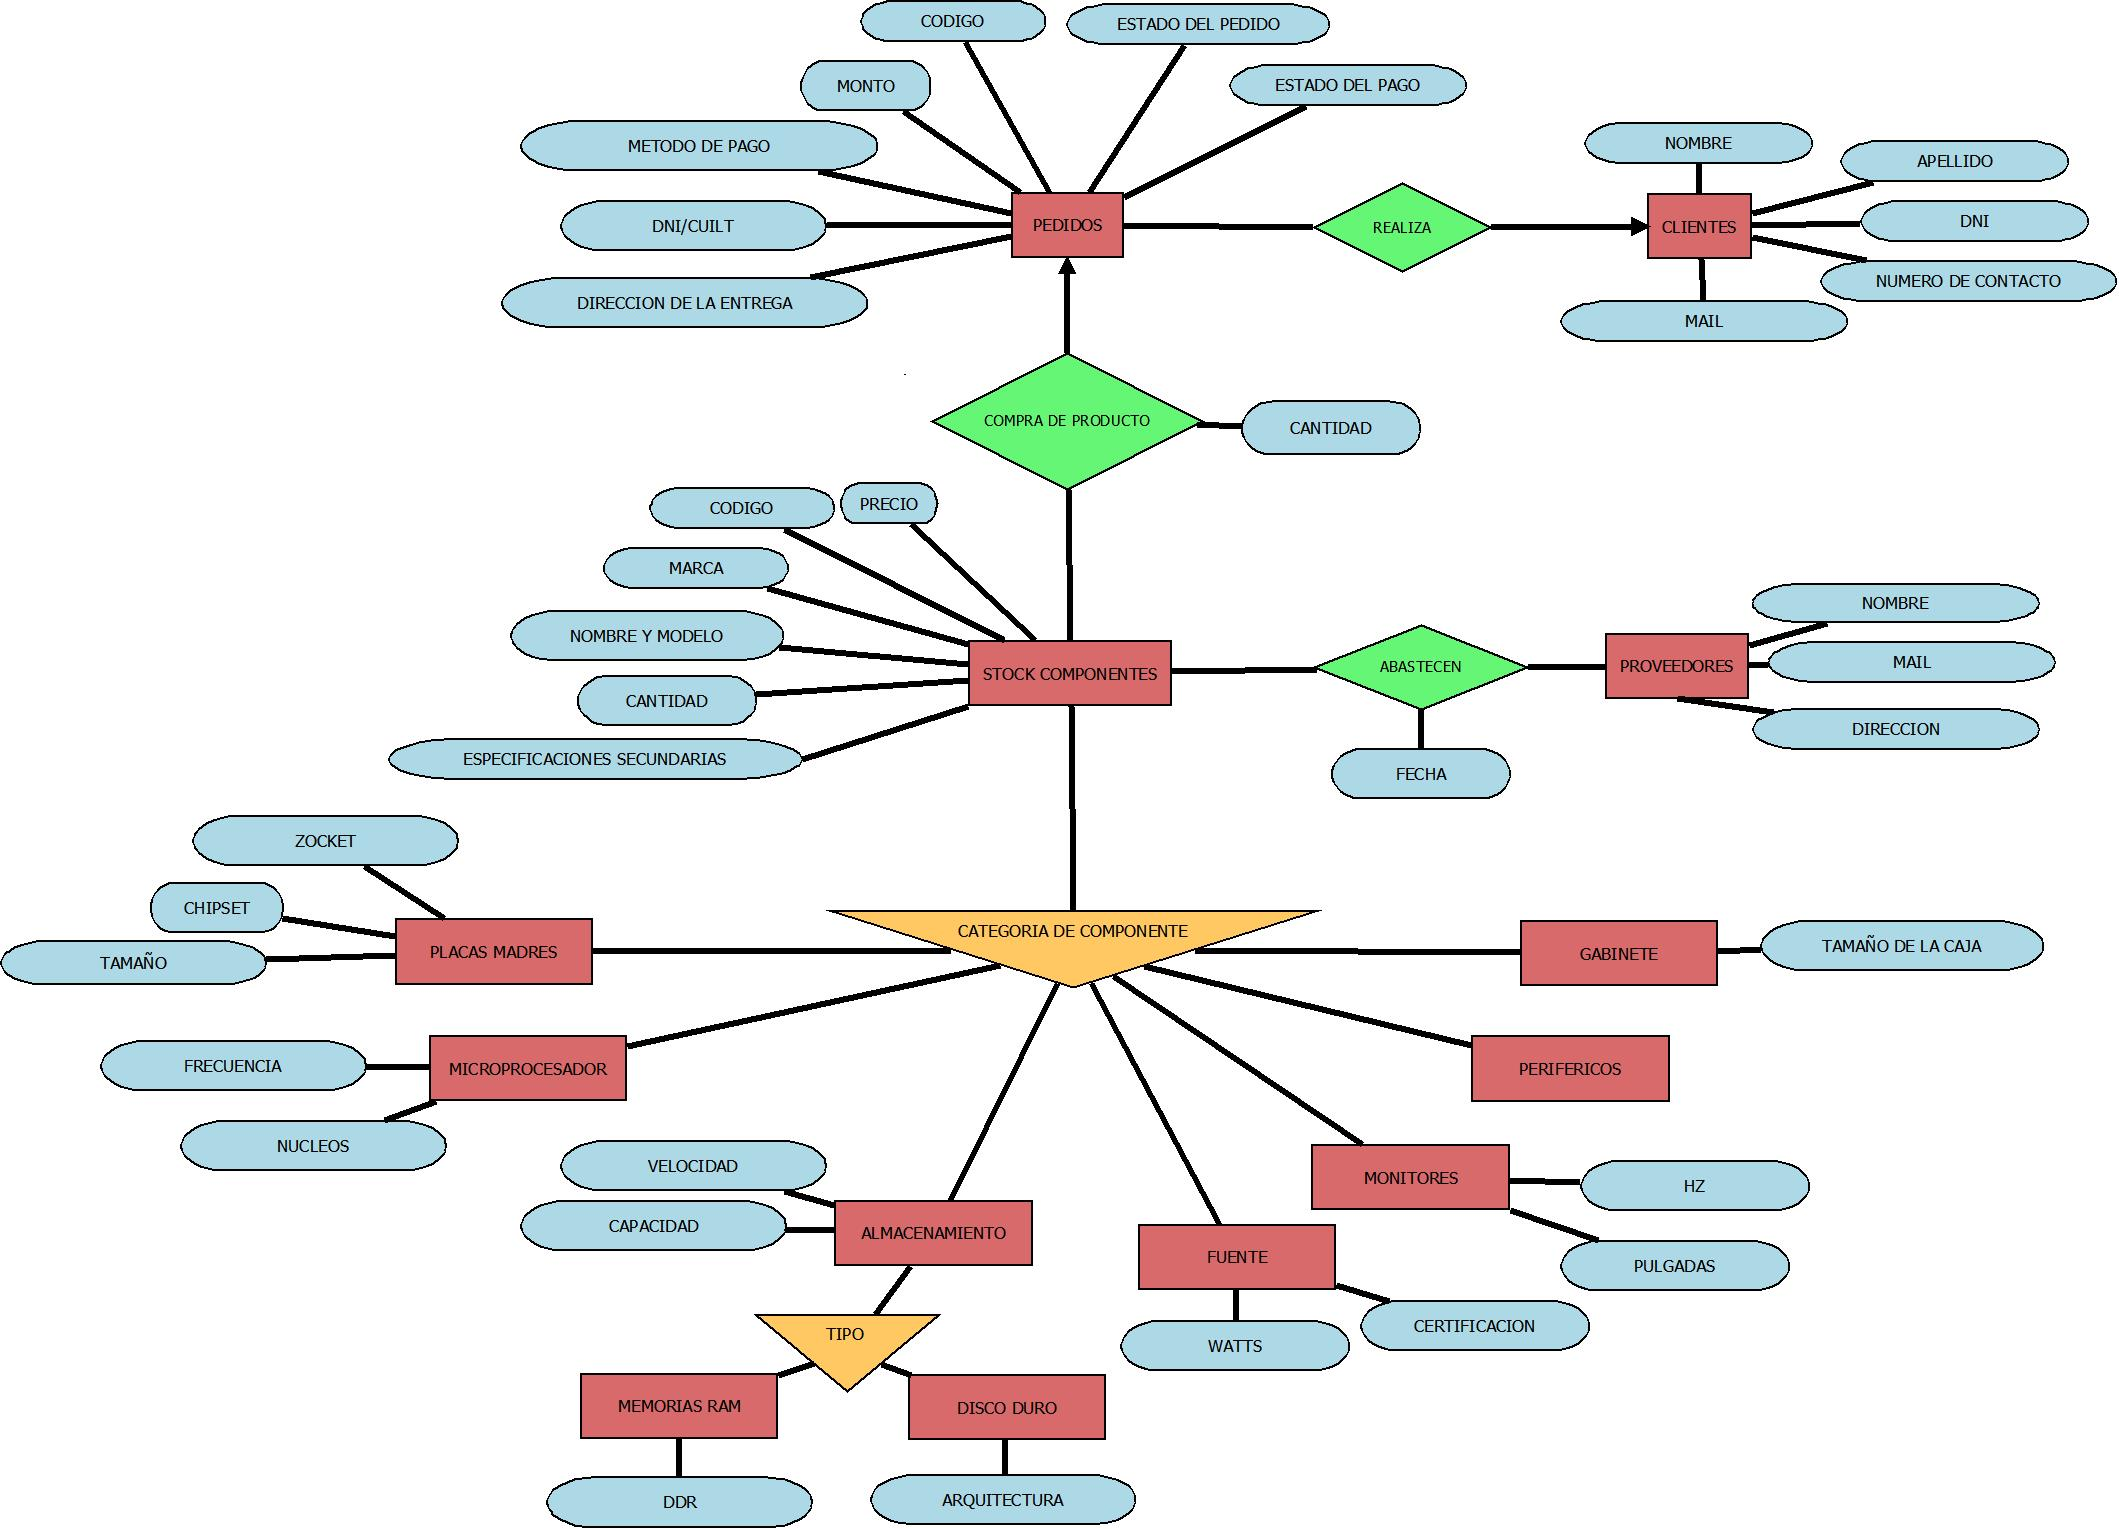 CODIGO
ESTADO DEL PEDIDO
MONTO
ESTADO DEL PAGO
METODO DE PAGO
NOMBRE
APELLIDO
DNI/CUILT
PEDIDOS
REALIZA
CLIENTES
DNI
DIRECCION DE LA ENTREGA
NUMERO DE CONTACTO
MAIL
COMPRA DE PRODUCTO
CANTIDAD
CODIGO
PRECIO
MARCA
NOMBRE Y MODELO
CANTIDAD
ESPECIFICACIONES SECUNDARIAS
STOCK COMPONENTES
ABASTECEN
PROVEEDORES
NOMBRE
MAIL
DIRECCION
FECHA
ZOCKET
CHIPSET
TAMAÑO
PLACAS MADRES
CATEGORIA DE COMPONENTE
GABINETE
TAMAÑO DE LA CAJA
FRECUENCIA
MICROPROCESADOR
PERIFERICOS
NUCLEOS
VELOCIDAD
CAPACIDAD
ALMACENAMIENTO
MONITORES
HZ
PULGADAS
FUENTE
CERTIFICACION
WATTS
TIPO
MEMORIAS RAM
DISCO DURO
DDR
ARQUITECTURA